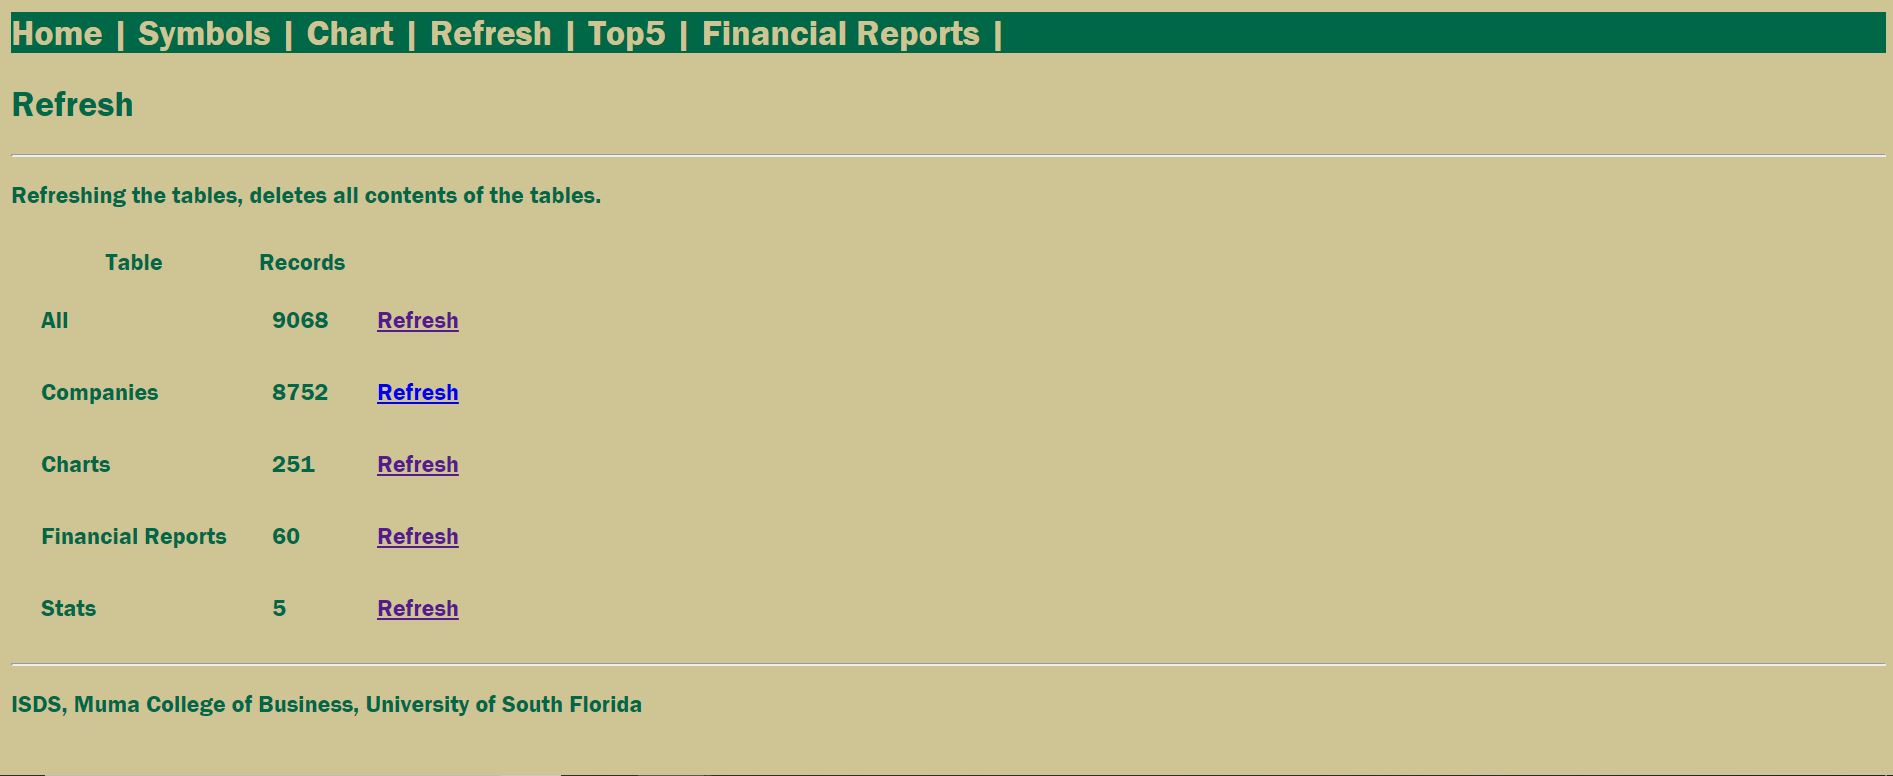 Home | Symbols | Chart | Refresh | Top5 | Financial Reports |
Refresh
Refreshing the tables, deletes all contents of the tables.
Table Records
All 9068 Refresh
Companies 8752 Refresh
Charts 251 Refresh
Financial Reports 60 Refresh
Stats 5 Refresh
ISDS, Muma College of Business, University of South Florida